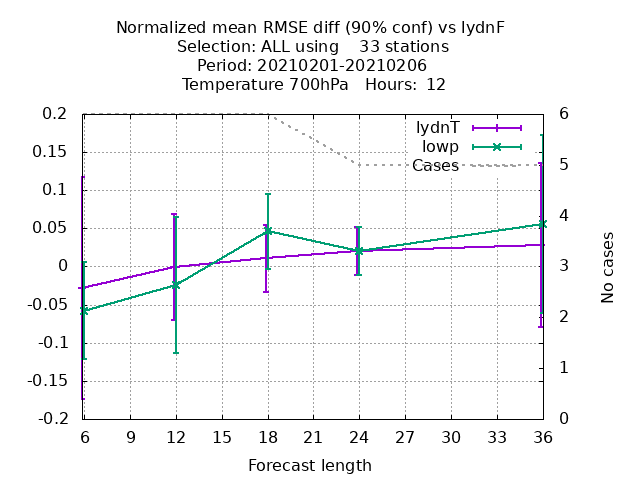 Normalized mean RMSE diff (90% conf) vs lydnF
Selection: ALL using    33 stations
Period: 20210201-20210206
Temperature 700hPa   Hours:  12
lydnT
lowp
Cases
0.2
0.15
0.1
0.05
0
-0.05
-0.1
-0.15
-0.2
6
5
4
3
2
1
0
No cases
6 9 12 15 18 21 24 27 30 33 36
Forecast length